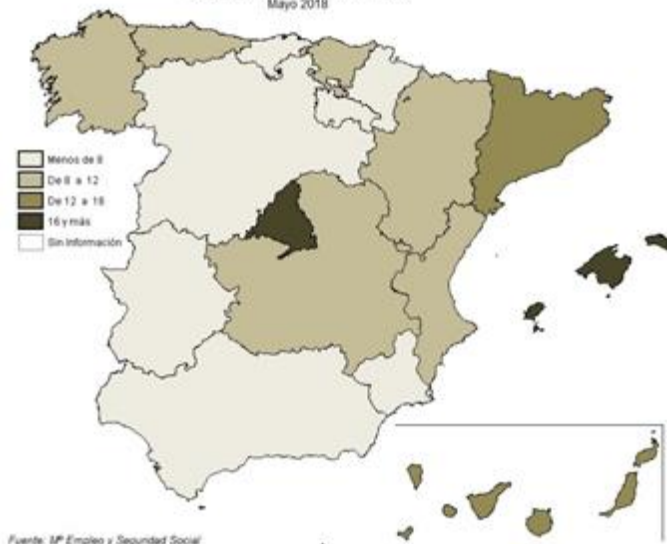 Mayo 2018
Menos de 8
De 8 a 12
De 12 a 16
16 y más
Sin Información
Fuente: Mº Empleo y Seguridad Social